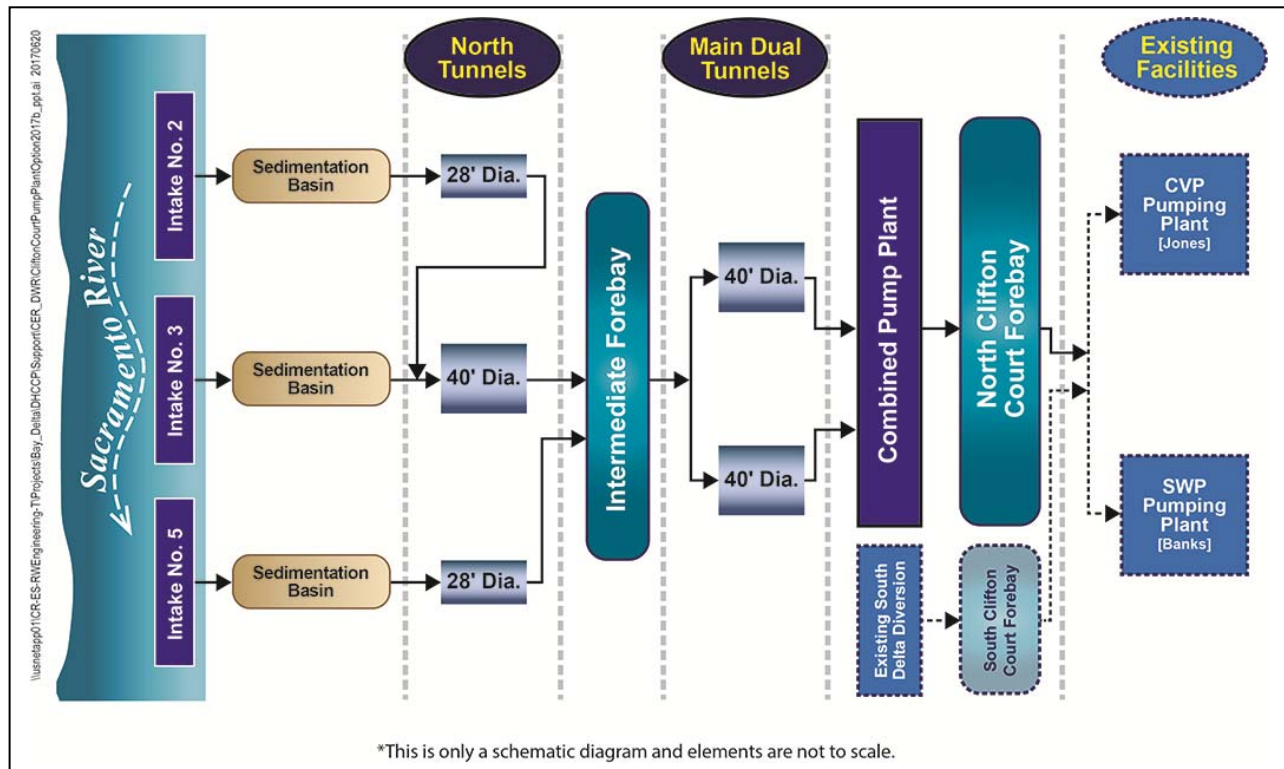 \\usnetapp01\CR-ES-RWEngineering-T\Projects\Bay_Delta\DHCCP\Support\CER_DWR\CliftonCourtPumpPlantOption2017b_ppt.ai 20170620
Sacramento River
Intake No. 2
Intake No. 3
Intake No. 5
Sedimentation
Basin
Sedimentation
Basin
Sedimentation
Basin
North
Tunnels
28' Dia.
40' Dia.
28' Dia.
Intermediate Forebay
Main Dual
Tunnels
40' Dia.
40' Dia.
Combined Pump Plant
North Clifton
Court Forebay
Existing South
Delta Diversion
South Clifton
Court Forebay
Existing
Facilities
CVP
Pumping
Plant
[Jones]
SWP
Pumping
Plant
[Banks]
*This is only a schematic diagram and elements are not to scale.